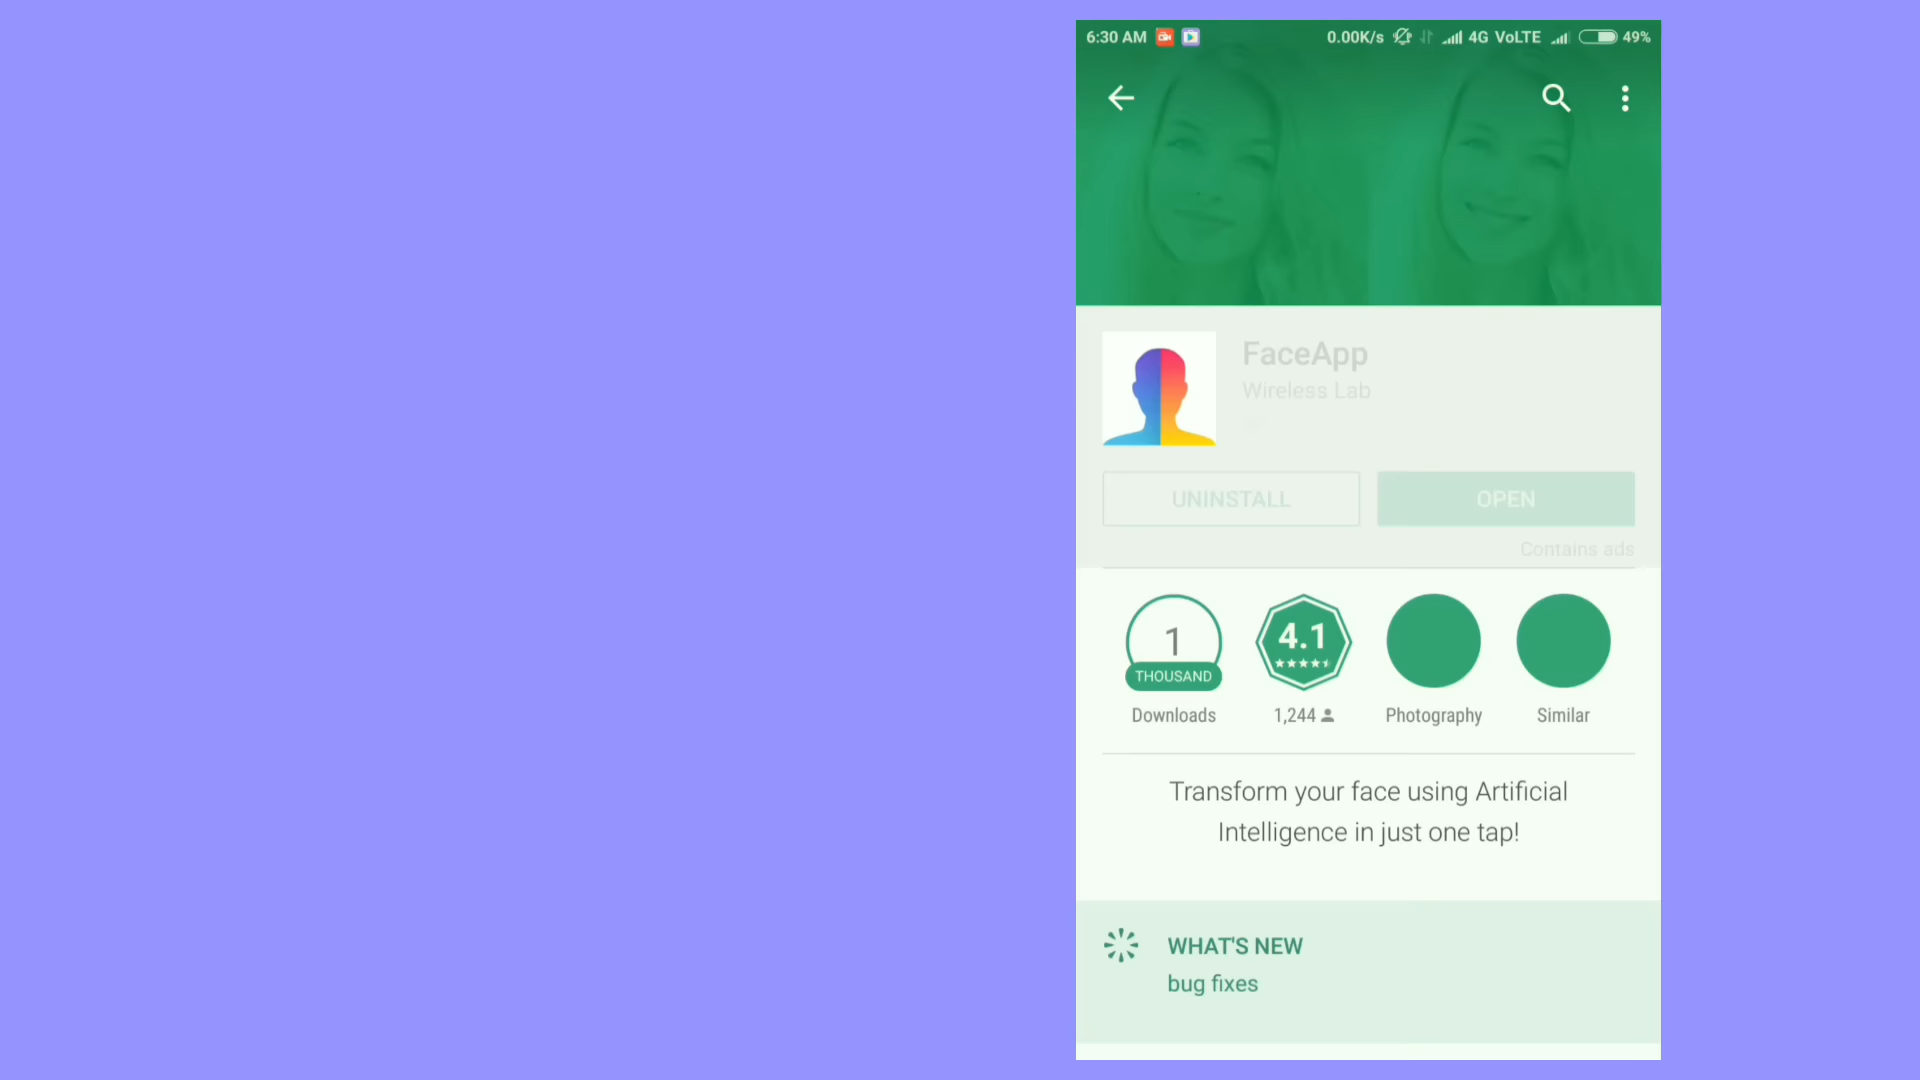 6:30 AM 0.00K/s 4G VoLTE 49%
FaceApp
Wireless Lab
UNINSTALL OPEN
Contains ads
1 4.1
THOUSAND
Downloads 1,244 Photography Similar
Transform your face using Artificial
Intelligence in just one tap!
WHAT'S NEW
bug fixes